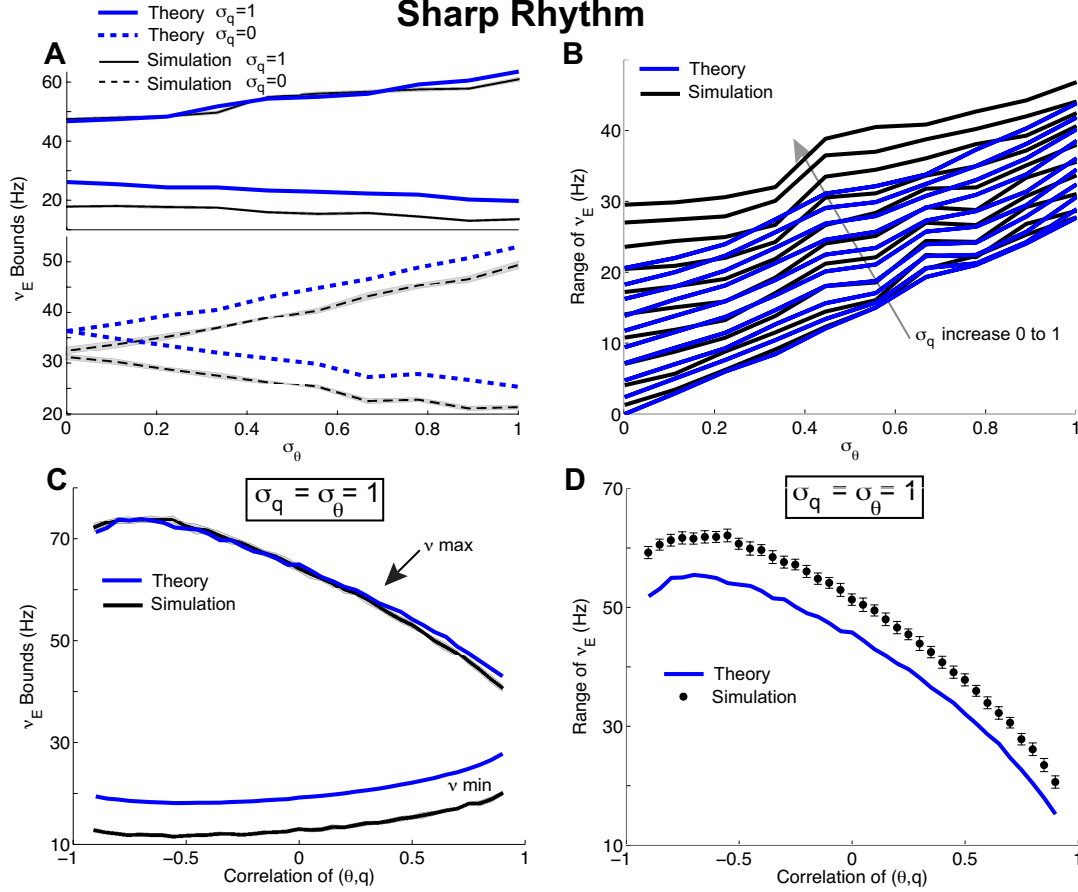 Sharp Rhythm
Theory σq=1
Theory σq=0
Simulation σq=1
Simulation σq=0
A
60
40
20
50
40
30
20
νE Bounds (Hz)
0 0.2 0.4 0.6 0.8 1
σθ
B
Theory
Simulation
40
30
20
10
0
Range of νE (Hz)
σq increase 0 to 1
0 0.2 0.4 0.6 0.8 1
σθ
C
σq = σθ= 1
70
50
30
10
νE Bounds (Hz)
ν max
Theory
Simulation
ν min
−1 −0.5 0 0.5 1
Correlation of (θ,q)
D
σq = σθ= 1
70
50
30
10
Range of νE (Hz)
Theory
Simulation
−1 −0.5 0 0.5 1
Correlation of (θ,q)